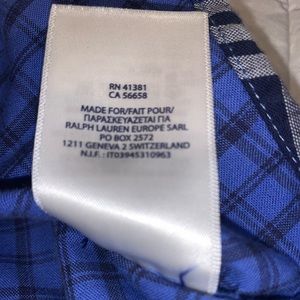 RN 41381
CA 56658
MADE FOR/FAIT POUR/
ΠΑΡΑΣΚΕΥΑΖΕΤΑΙ ΓΙΑ
RALPH LAUREN EUROPE SARL
PO BOX 2572
1211 GENEVA 2 SWITZERLAND
N.I.F. : IT03945310963